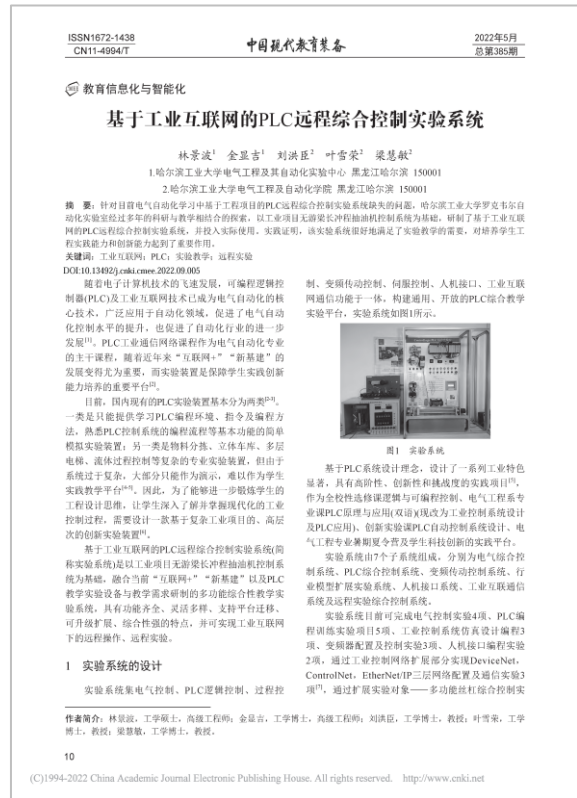 ISSN1672-1438
CN11-4994/T
中国现代教育装备
2022年5月
总第385期
教育信息化与智能化
基于工业互联网的PLC远程综合控制实验系统
林景波1 金显吉1 刘洪臣2 叶雪荣2 梁慧敏2
1.哈尔滨工业大学电气工程及其自动化实验中心 黑龙江哈尔滨 150001
2.哈尔滨工业大学电气工程及自动化学院 黑龙江哈尔滨 150001
摘 要：针对目前电气自动化学习中基于工程项目的PLC远程综合控制实验系统缺失的问题，哈尔滨工业大学罗克韦尔自
动化实验室经过多年的科研与教学相结合的探索，以工业项目无游梁长冲程抽油机控制系统为基础，研制了基于工业互联
网的PLC远程综合控制实验系统，并投入实际使用。实践证明，该实验系统很好地满足了实验教学的需要，对培养学生工
程实践能力和创新能力起到了重要作用。
关键词：工业互联网；PLC；实验教学；远程实验
DOI:10.13492/j.cnki.cmee.2022.09.005
随着电子计算机技术的飞速发展，可编程逻辑控
制器(PLC)及工业互联网技术已成为电气自动化的核
心技术，广泛应用于自动化领域，促进了电气自动
化控制水平的提升，也促进了自动化行业的进一步
发展[1]。PLC工业通信网络课程作为电气自动化专业
的主干课程，随着近年来“互联网+”“新基建”的
发展变得尤为重要，而实验装置是保障学生实践创新
能力培养的重要平台[2]。
目前，国内现有的PLC实验装置基本分为两类[2-3]。
一类是只能提供学习PLC编程环境、指令及编程方
法，熟悉PLC控制系统的编程流程等基本功能的简单
模拟实验装置；另一类是物料分拣、立体车库、多层
电梯、流体过程控制等复杂的专业实验装置，但由于
系统过于复杂，大部分只能作为演示，难以作为学生
实践教学平台[4-5]。因此，为了能够进一步锻炼学生的
工程设计思维，让学生深入了解并掌握现代化的工业
控制过程，需要设计一款基于复杂工业项目的、高层
次的创新实验装置[6]。
基于工业互联网的PLC远程综合控制实验系统(简
称实验系统)是以工业项目无游梁长冲程抽油机控制系
统为基础，融合当前“互联网+”“新基建”以及PLC
教学实验设备与教学需求研制的多功能综合性教学实
验系统，具有功能齐全、灵活多样、支持平台迁移、
可升级扩展、综合性强的特点，并可实现工业互联网
下的远程操作、远程实验。
1 实验系统的设计
实验系统集电气控制、PLC逻辑控制、过程控
制、变频传动控制、伺服控制、人机接口、工业互联
网通信功能于一体，构建通用、开放的PLC综合教学
实验平台，实验系统如图1所示。
图1 实验系统
基于PLC系统设计理念，设计了一系列工业特色
显著，具有高阶性、创新性和挑战度的实践项目[5]，
作为全校性选修课逻辑与可编程控制、电气工程系专
业课PLC原理与应用(双语)(现改为工业控制系统设计
及PLC应用)、创新实验课PLC自动控制系统设计、电
气工程专业暑期夏令营及学生科技创新的实践平台。
实验系统由7个子系统组成，分别为电气综合控
制系统、PLC综合控制系统、变频传动控制系统、行
业模型扩展实验系统、人机接口系统、工业互联通信
系统及远程实验综合控制系统。
实验系统目前可完成电气控制实验4项、PLC编
程训练实验项目5项、工业控制系统仿真设计编程3
项、变频器配置及控制实验3项、人机接口编程实验
2项，通过工业控制网络扩展部分实现DeviceNet，
ControlNet，EtherNet/IP三层网络配置及通信实验3
项[7]，通过扩展实验对象——多功能丝杠综合控制实
作者简介：林景波，工学硕士，高级工程师；金显吉，工学博士，高级工程师；刘洪臣，工学博士，教授；叶雪荣，工学
博士，教授；梁慧敏，工学博士，教授。
10
(C)1994-2022 China Academic Journal Electronic Publishing House. All rights reserved. http://www.cnki.net